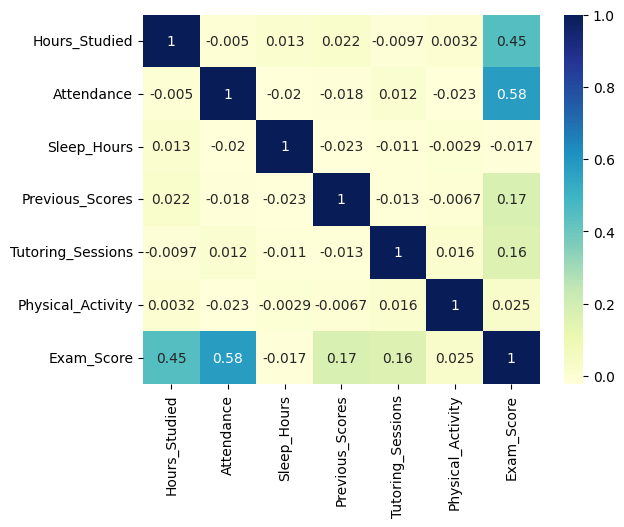 Hours_Studied 1 -0.005 0.013 0.022 -0.0097 0.0032 0.45
Attendance -0.005 1 -0.02 -0.018 0.012 -0.023 0.58
Sleep_Hours 0.013 -0.02 1 -0.023 -0.011 -0.0029 -0.017
Previous_Scores 0.022 -0.018 -0.023 1 -0.013 -0.0067 0.17
Tutoring_Sessions -0.0097 0.012 -0.011 -0.013 1 0.016 0.16
Physical_Activity 0.0032 -0.023 -0.0029 -0.0067 0.016 1 0.025
Exam_Score 0.45 0.58 -0.017 0.17 0.16 0.025 1
Hours_Studied
Attendance
Sleep_Hours
Previous_Scores
Tutoring_Sessions
Physical_Activity
Exam_Score
1.0
0.8
0.6
0.4
0.2
0.0